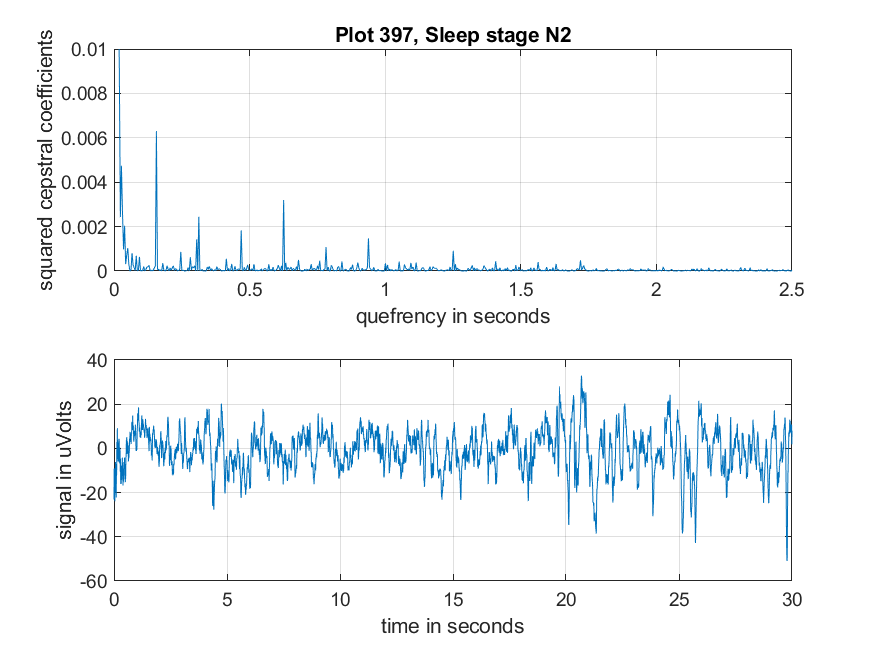 Plot 397, Sleep stage N2
squared cepstral coefficients
0.01
0.008
0.006
0.004
0.002
0
0 0.5 1 1.5 2 2.5
quefrency in seconds
signal in uVolts
40
20
0
-20
-40
-60
0 5 10 15 20 25 30
time in seconds